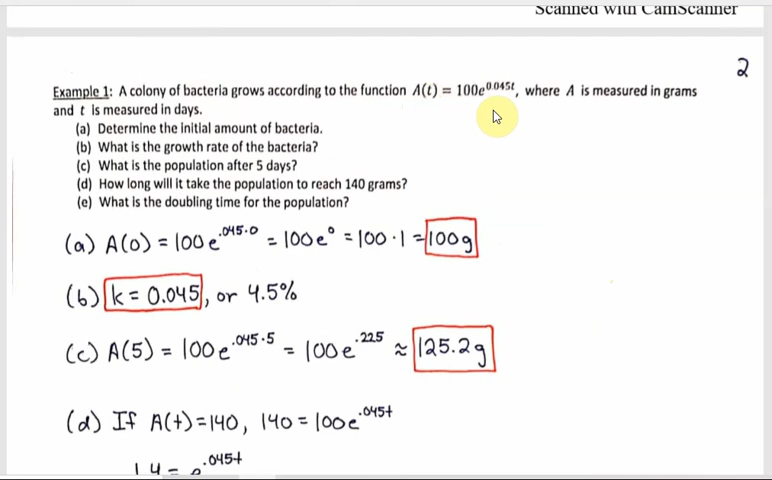 Scanned with CamScanner
2
Example 1: A colony of bacteria grows according to the function A(t) = 100e^0.045t, where A is measured in grams
and t is measured in days.
(a) Determine the initial amount of bacteria.
(b) What is the growth rate of the bacteria?
(c) What is the population after 5 days?
(d) How long will it take the population to reach 140 grams?
(e) What is the doubling time for the population?
(a) A(0) = 100e^.045·0 = 100e^0 = 100·1 = 100g
(b) k = 0.045, or 4.5%
(c) A(5) = 100e^.045·5 = 100e^.225 ≈ 125.2g
(d) If A(t)=140, 140 = 100e^.045t
1.4 = e^.045t